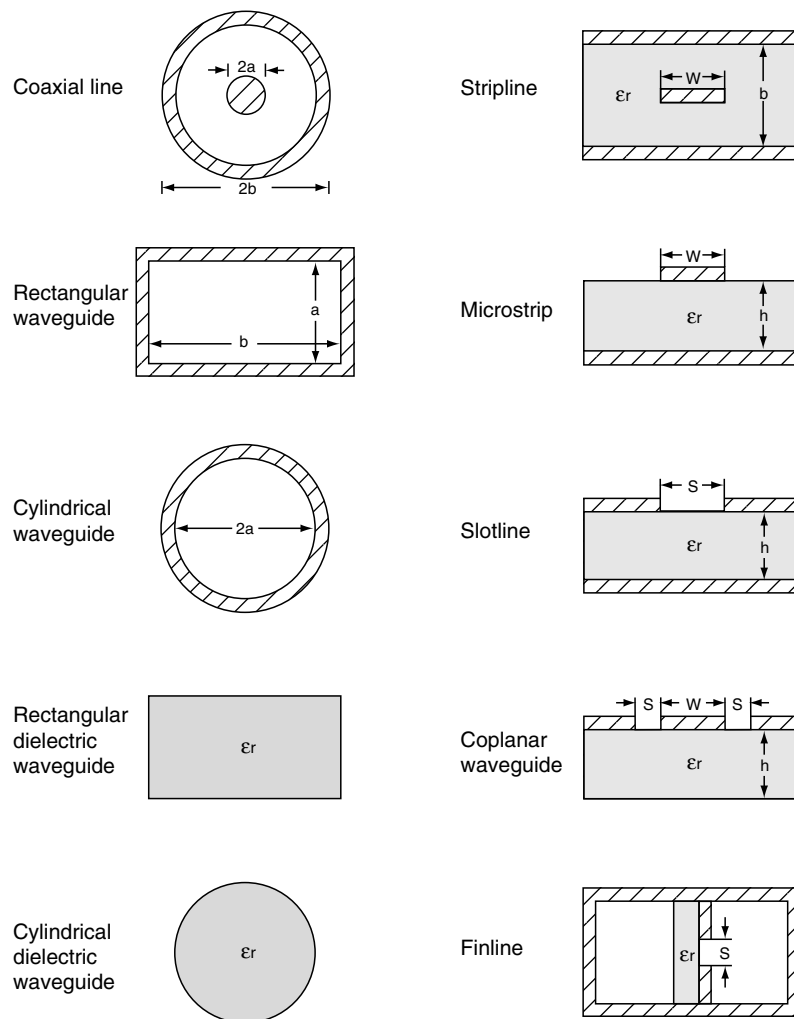 Coaxial line
2a
2b
Stripline
W
εr
b
Rectangular
waveguide
a
b
Microstrip
W
εr
h
Cylindrical
waveguide
2a
Slotline
S
εr
h
Rectangular
dielectric
waveguide
εr
Coplanar
waveguide
S W S
εr
h
Cylindrical
dielectric
waveguide
εr
Finline
εr
S